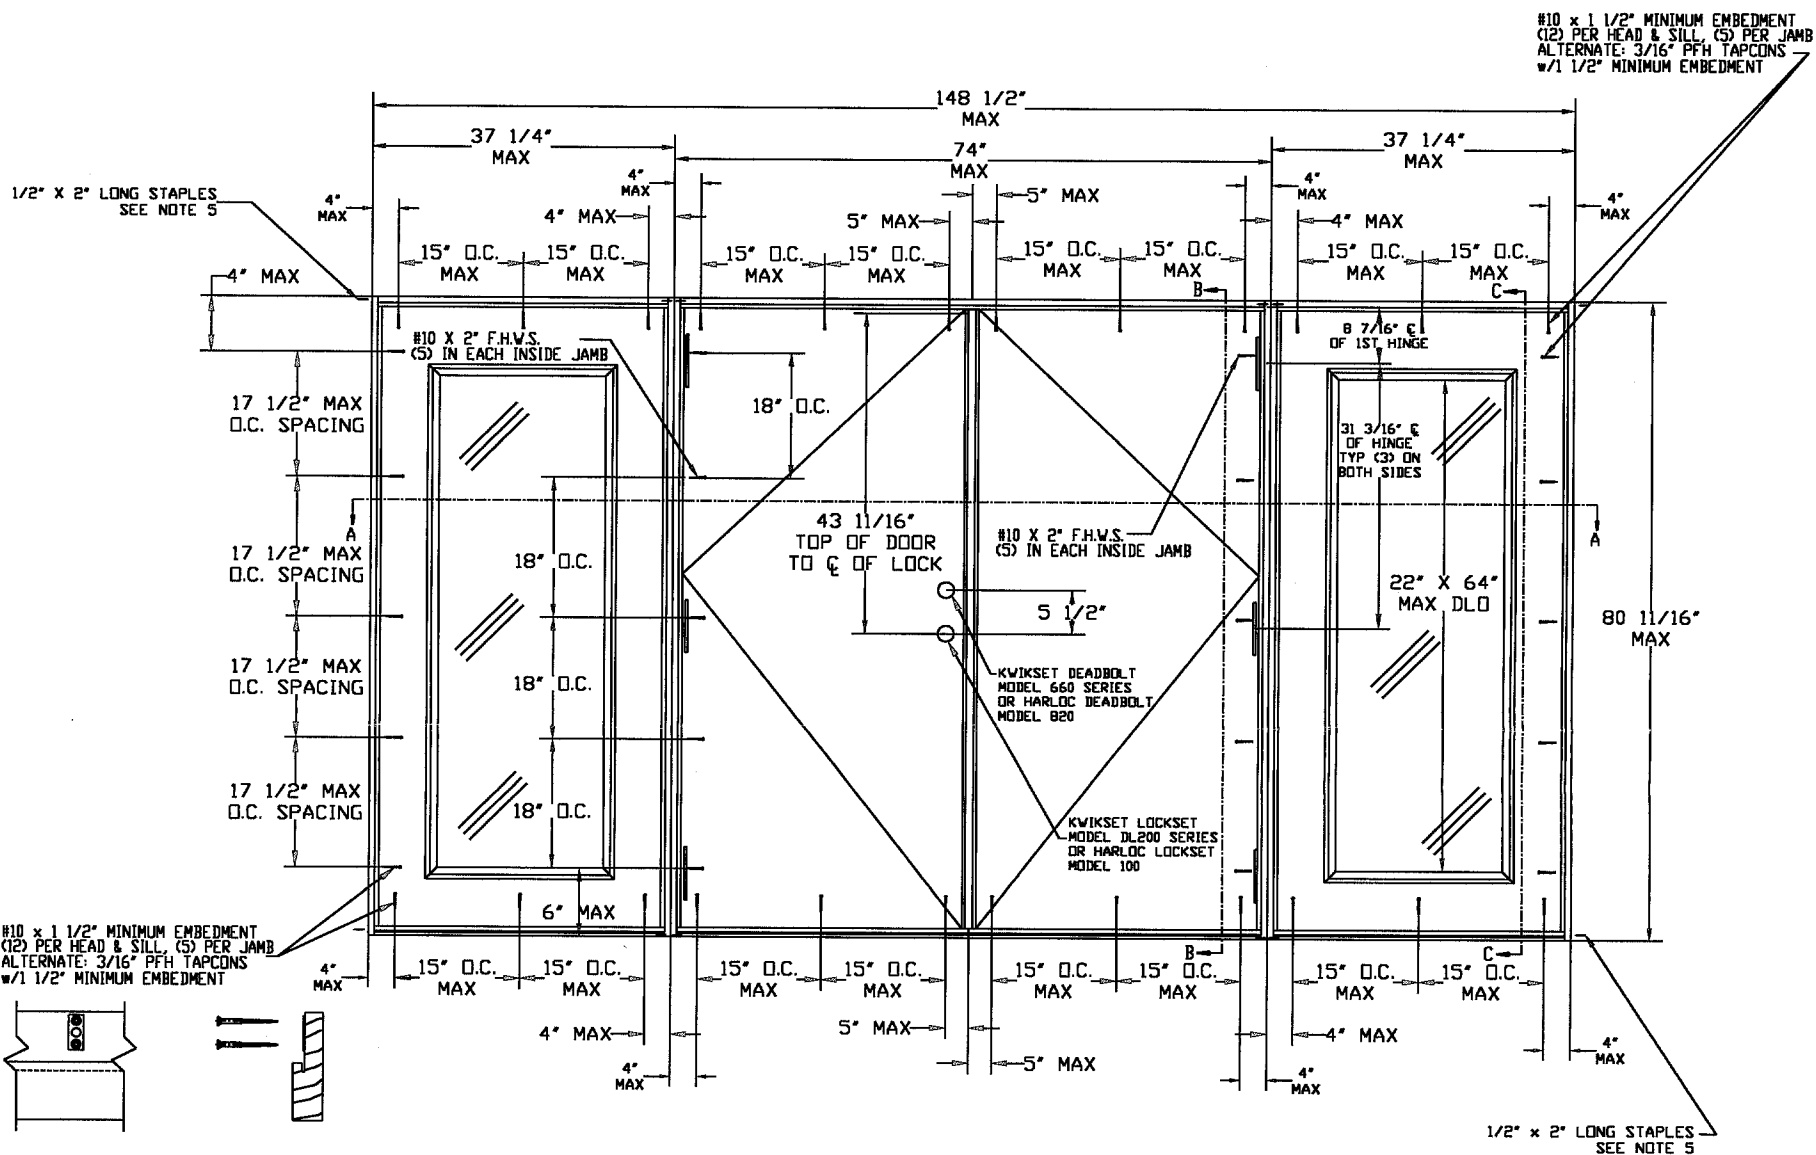 #10 x 1 1/2" MINIMUM EMBEDMENT
(12) PER HEAD & SILL, (5) PER JAMB
ALTERNATE: 3/16" PFH TAPCONS
w/1 1/2" MINIMUM EMBEDMENT
148 1/2"
MAX
37 1/4"
MAX
74"
MAX
37 1/4"
MAX
1/2" X 2" LONG STAPLES
SEE NOTE 5
4"
MAX
4"
MAX
4" MAX
5" MAX
5" MAX
4"
MAX
4" MAX
4"
MAX
15" O.C.
MAX
15" O.C.
MAX
15" O.C.
MAX
15" O.C.
MAX
15" O.C.
MAX
15" O.C.
MAX
15" O.C.
MAX
15" O.C.
MAX
4" MAX
B
C
#10 X 2" F.H.W.S.
(5) IN EACH INSIDE JAMB
8 7/16" ℄
OF 1ST HINGE
17 1/2" MAX
O.C. SPACING
18" O.C.
31 3/16" ℄
OF HINGE
TYP (3) ON
BOTH SIDES
A
43 11/16"
TOP OF DOOR
TO ℄ OF LOCK
#10 X 2" F.H.W.S.
(5) IN EACH INSIDE JAMB
A
17 1/2" MAX
O.C. SPACING
18" O.C.
22" X 64"
MAX DLO
5 1/2"
80 11/16"
MAX
17 1/2" MAX
O.C. SPACING
18" O.C.
KWIKSET DEADBOLT
MODEL 660 SERIES
OR HARLOC DEADBOLT
MODEL 820
17 1/2" MAX
O.C. SPACING
18" O.C.
KWIKSET LOCKSET
MODEL DL200 SERIES
OR HARLOC LOCKSET
MODEL 100
6" MAX
#10 x 1 1/2" MINIMUM EMBEDMENT
(12) PER HEAD & SILL, (5) PER JAMB
ALTERNATE: 3/16" PFH TAPCONS
w/1 1/2" MINIMUM EMBEDMENT
B
C
4"
MAX
15" O.C.
MAX
15" O.C.
MAX
15" O.C.
MAX
15" O.C.
MAX
15" O.C.
MAX
15" O.C.
MAX
15" O.C.
MAX
15" O.C.
MAX
4" MAX
5" MAX
4" MAX
4"
MAX
5" MAX
4"
MAX
4"
MAX
1/2" x 2" LONG STAPLES
SEE NOTE 5